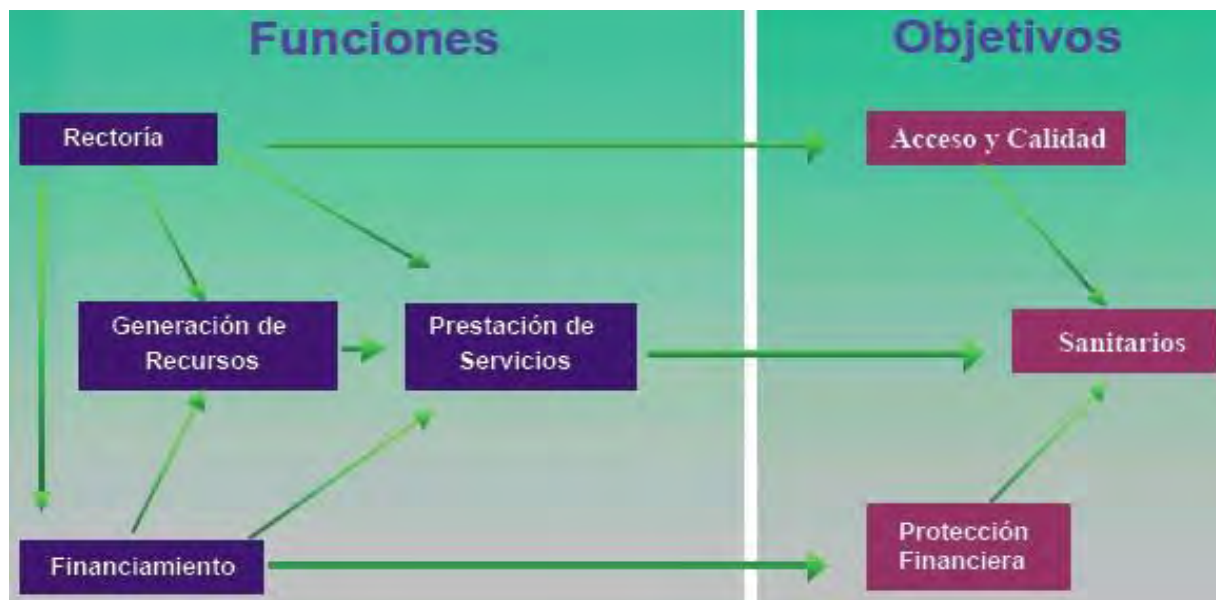 Funciones
Objetivos
Rectoría
Acceso y Calidad
Generación de
Recursos
Prestación de
Servicios
Sanitarios
Financiamiento
Protección
Financiera